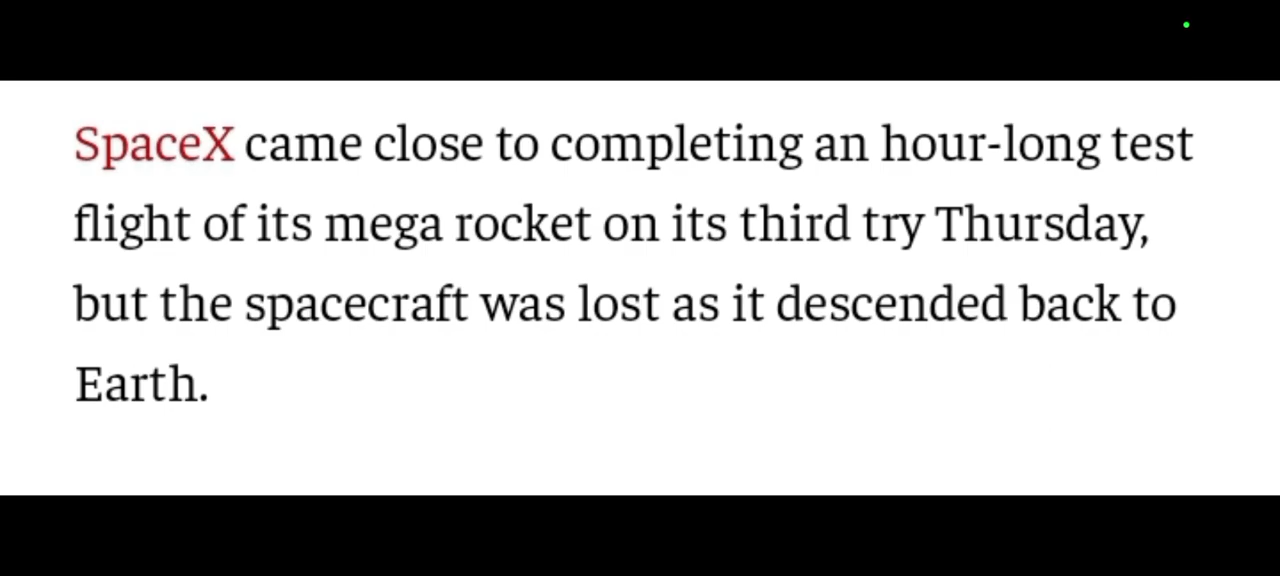 SpaceX came close to completing an hour-long test
flight of its mega rocket on its third try Thursday,
but the spacecraft was lost as it descended back to
Earth.